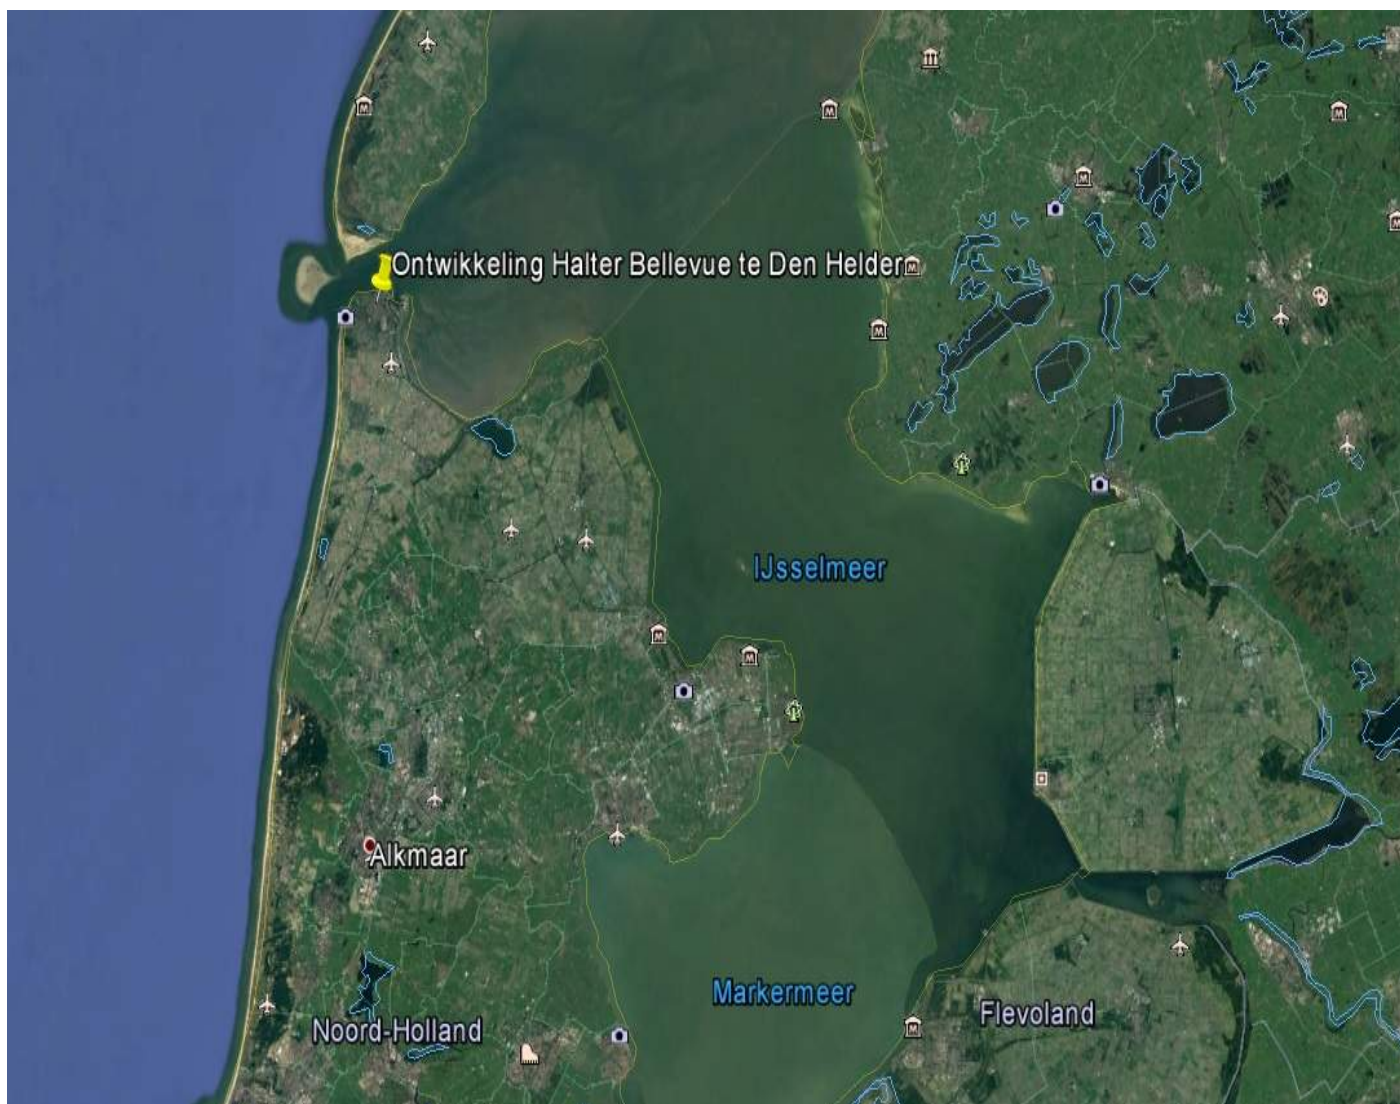 Ontwikkeling Halter Bellevue te Den Helder
IJsselmeer
Alkmaar
Markermeer
Flevoland
Noord-Holland